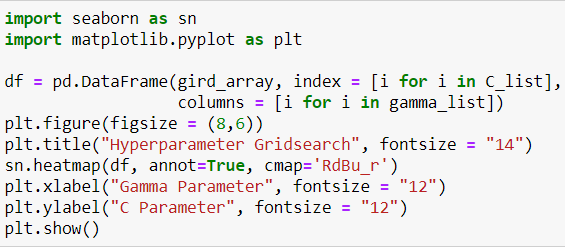 import seaborn as sn
import matplotlib.pyplot as plt
df = pd.DataFrame(gird_array, index = [i for i in C_list],
columns = [i for i in gamma_list])
plt.figure(figsize = (8,6))
plt.title("Hyperparameter Gridsearch", fontsize = "14")
sn.heatmap(df, annot=True, cmap='RdBu_r')
plt.xlabel("Gamma Parameter", fontsize = "12")
plt.ylabel("C Parameter", fontsize = "12")
plt.show()